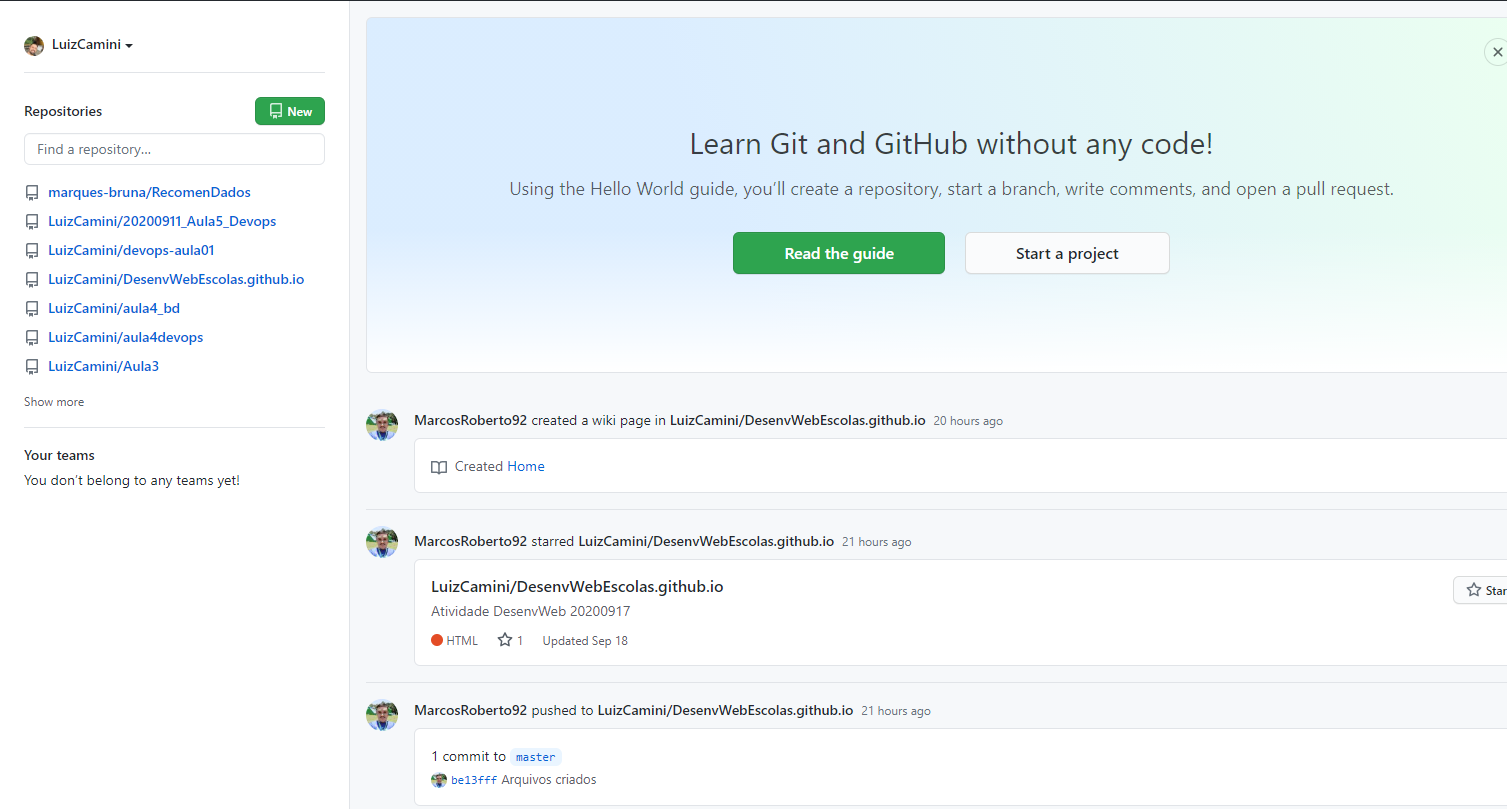 LuizCamini
Repositories
New
Find a repository...
marques-bruna/RecomenDados
LuizCamini/20200911_Aula5_Devops
LuizCamini/devops-aula01
LuizCamini/DesenvWebEscolas.github.io
LuizCamini/aula4_bd
LuizCamini/aula4devops
LuizCamini/Aula3
Show more
Your teams
You don't belong to any teams yet!
Learn Git and GitHub without any code!
Using the Hello World guide, you'll create a repository, start a branch, write comments, and open a pull request.
Read the guide
Start a project
MarcosRoberto92 created a wiki page in LuizCamini/DesenvWebEscolas.github.io 20 hours ago
Created Home
MarcosRoberto92 starred LuizCamini/DesenvWebEscolas.github.io 21 hours ago
LuizCamini/DesenvWebEscolas.github.io
Star
Atividade DesenvWeb 20200917
HTML 1 Updated Sep 18
MarcosRoberto92 pushed to LuizCamini/DesenvWebEscolas.github.io 21 hours ago
1 commit to master
be13fff Arquivos criados